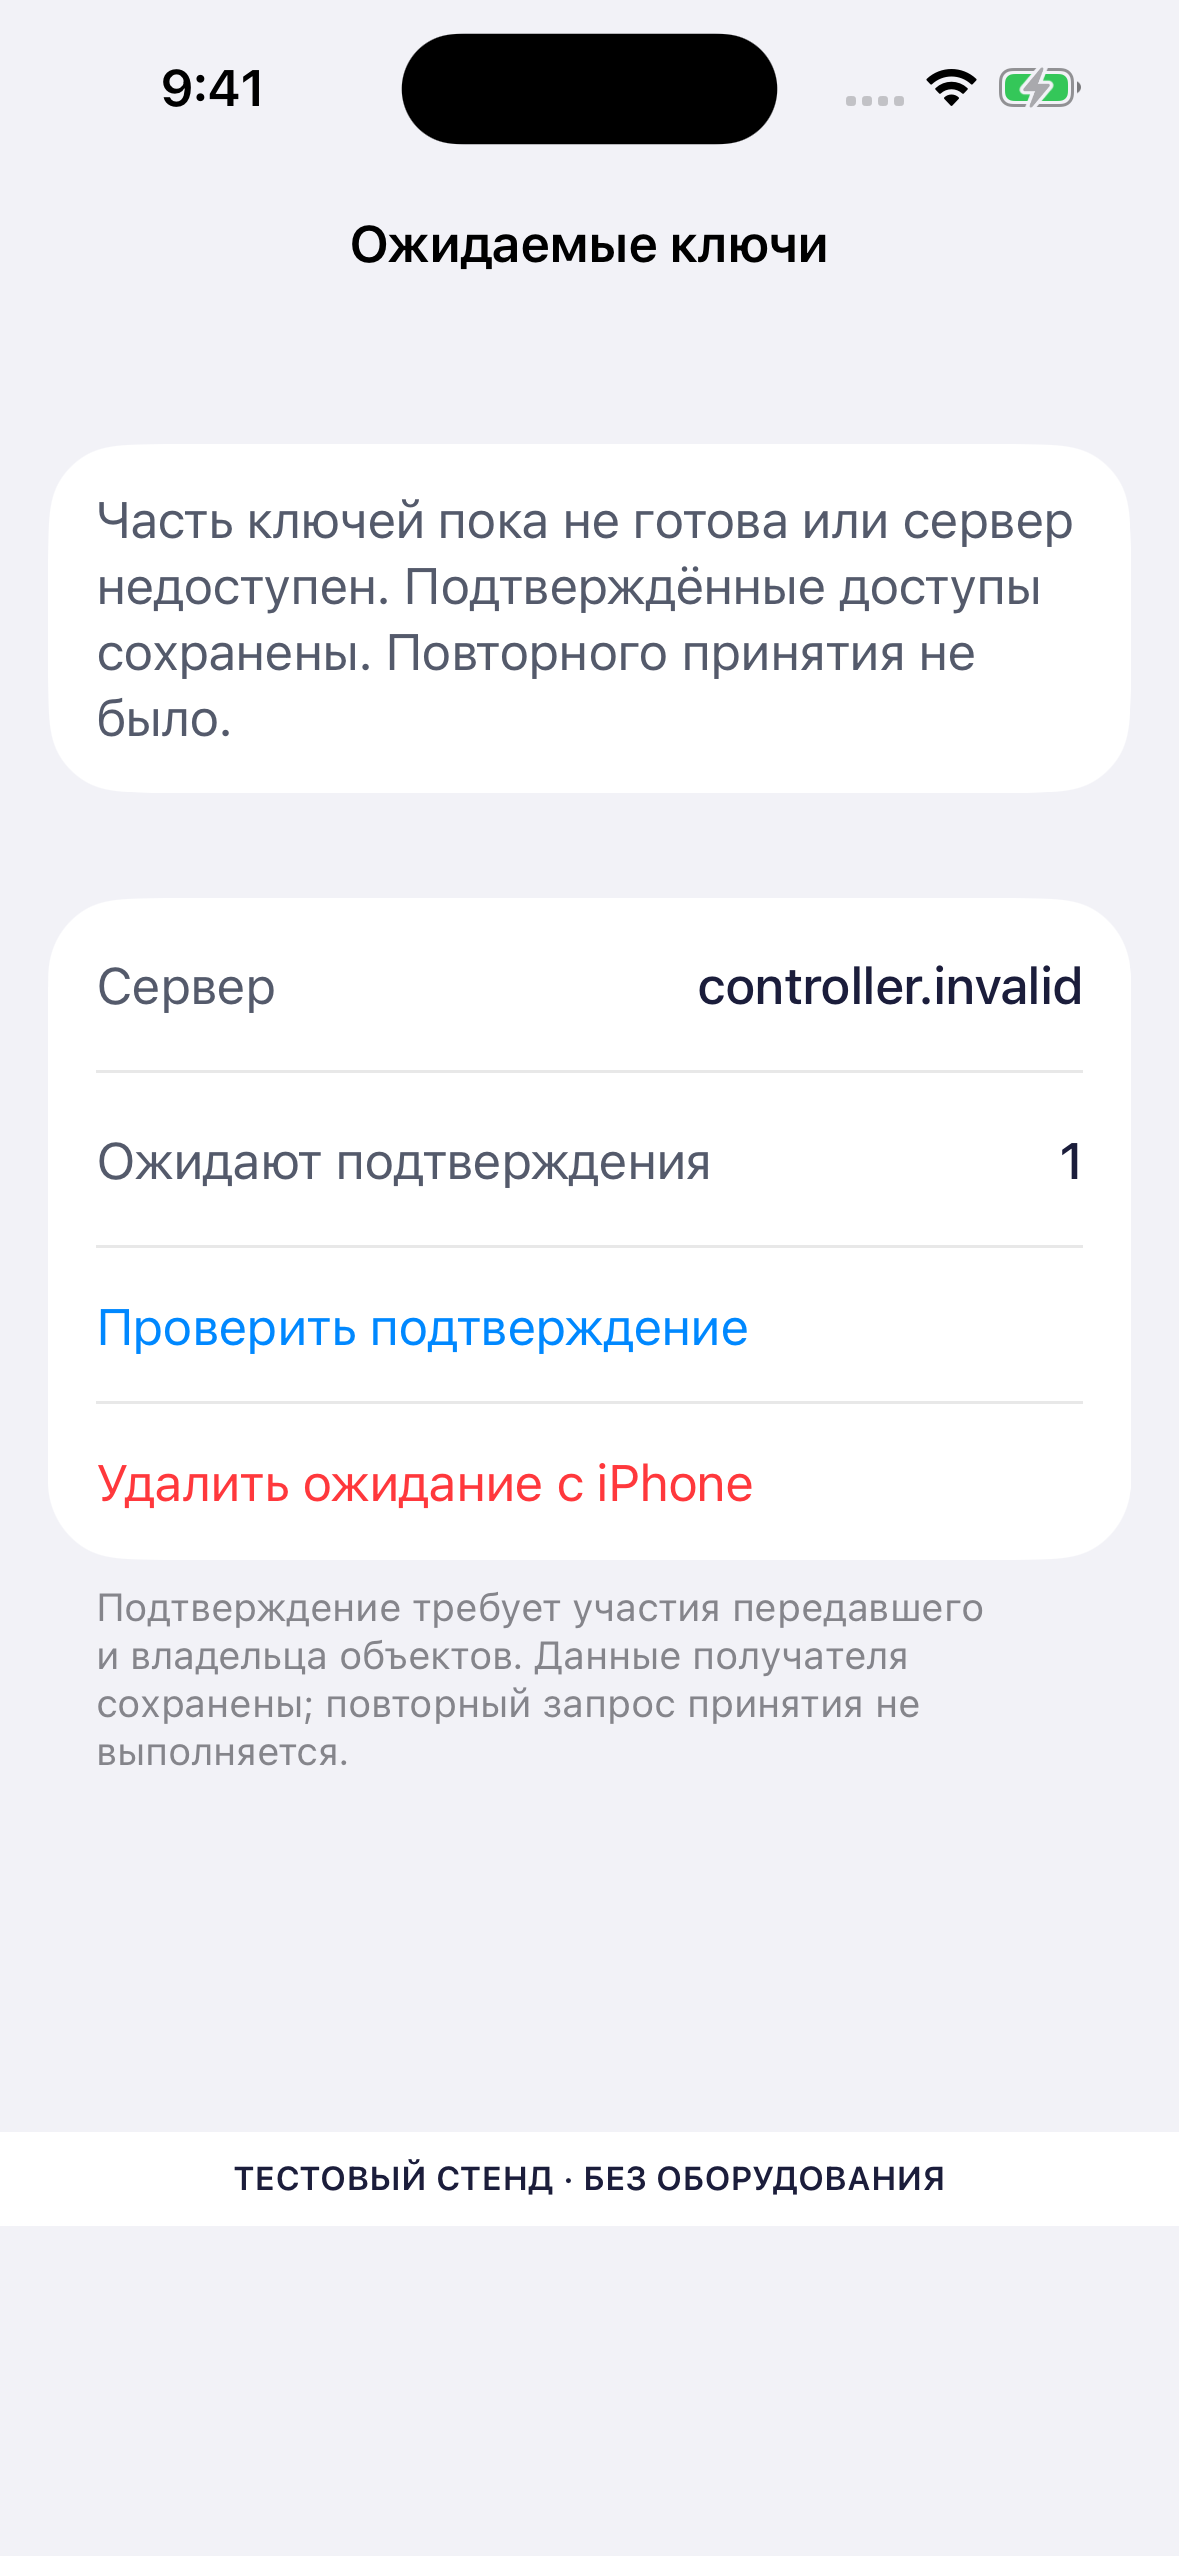 9:41
Ожидаемые ключи
Часть ключей пока не готова или сервер
недоступен. Подтверждённые доступы
сохранены. Повторного принятия не
было.
Сервер controller.invalid
Ожидают подтверждения 1
Проверить подтверждение
Удалить ожидание с iPhone
Подтверждение требует участия передавшего
и владельца объектов. Данные получателя
сохранены; повторный запрос принятия не
выполняется.
ТЕСТОВЫЙ СТЕНД · БЕЗ ОБОРУДОВАНИЯ